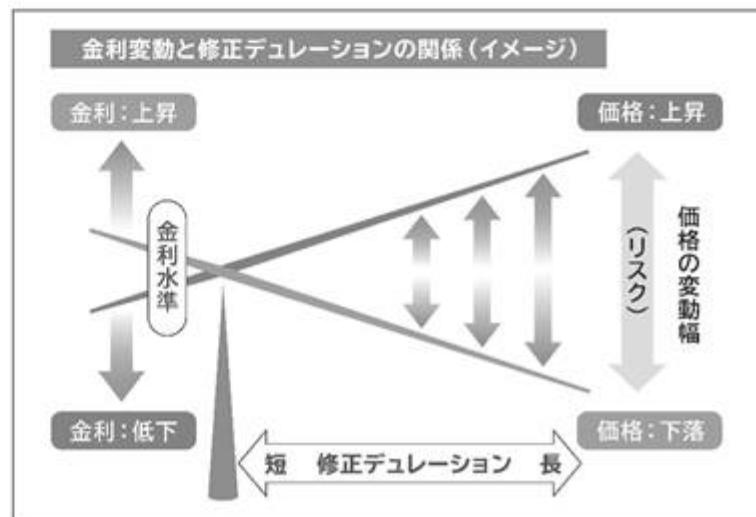 金利変動と修正デュレーションの関係（イメージ）
金利：上昇
価格：上昇
金利水準
価格の変動幅
（リスク）
金利：低下
価格：下落
短 修正デュレーション 長